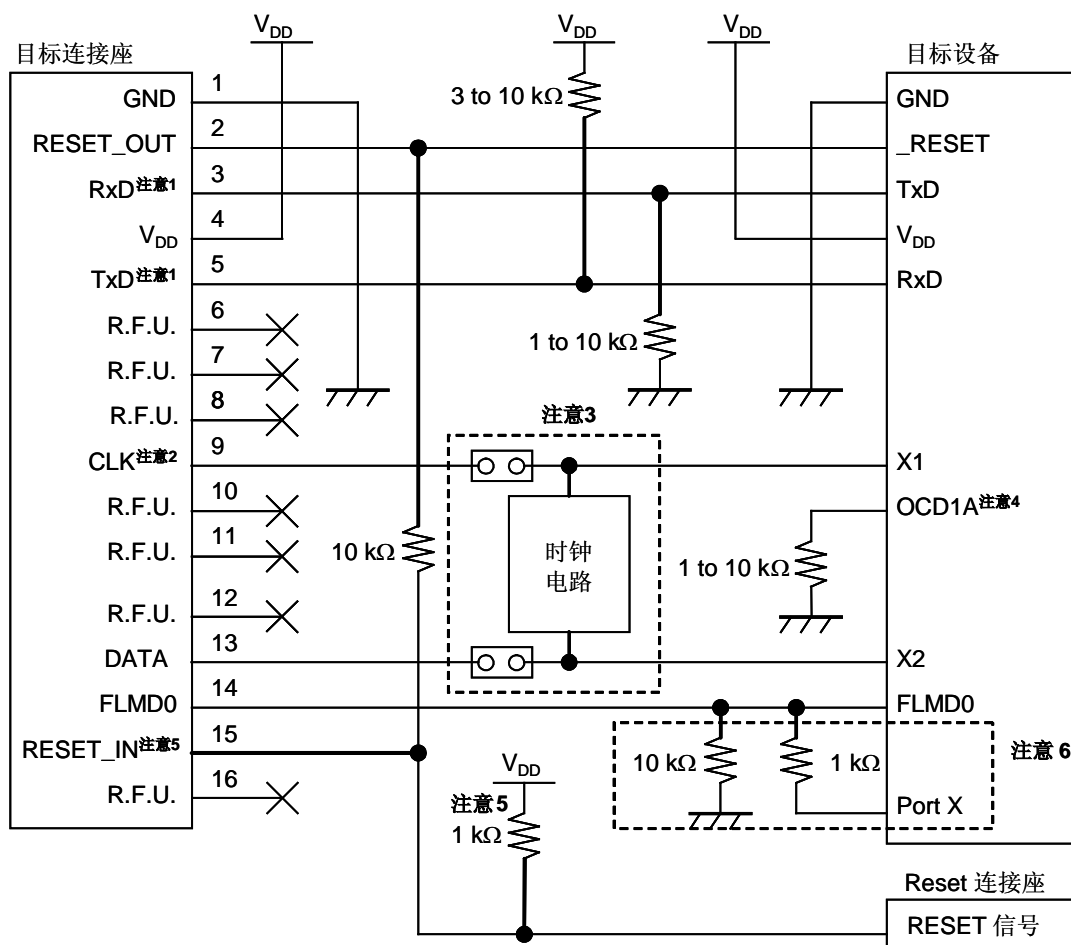 V_DD
V_DD
V_DD
目标连接座
目标设备
GND
1
RESET_OUT
2
RxD注意1
3
V_DD
4
TxD注意1
5
R.F.U.
6
R.F.U.
7
R.F.U.
8
CLK注意2
9
R.F.U.
10
R.F.U.
11
R.F.U.
12
DATA
13
FLMD0
14
RESET_IN注意5
15
R.F.U.
16
3 to 10 kΩ
1 to 10 kΩ
注意3
10 kΩ
时钟
电路
1 to 10 kΩ
GND
_RESET
TxD
V_DD
RxD
X1
OCD1A注意4
X2
FLMD0
10 kΩ
1 kΩ
注意 6
Port X
V_DD
注意5
1 kΩ
Reset 连接座
RESET 信号